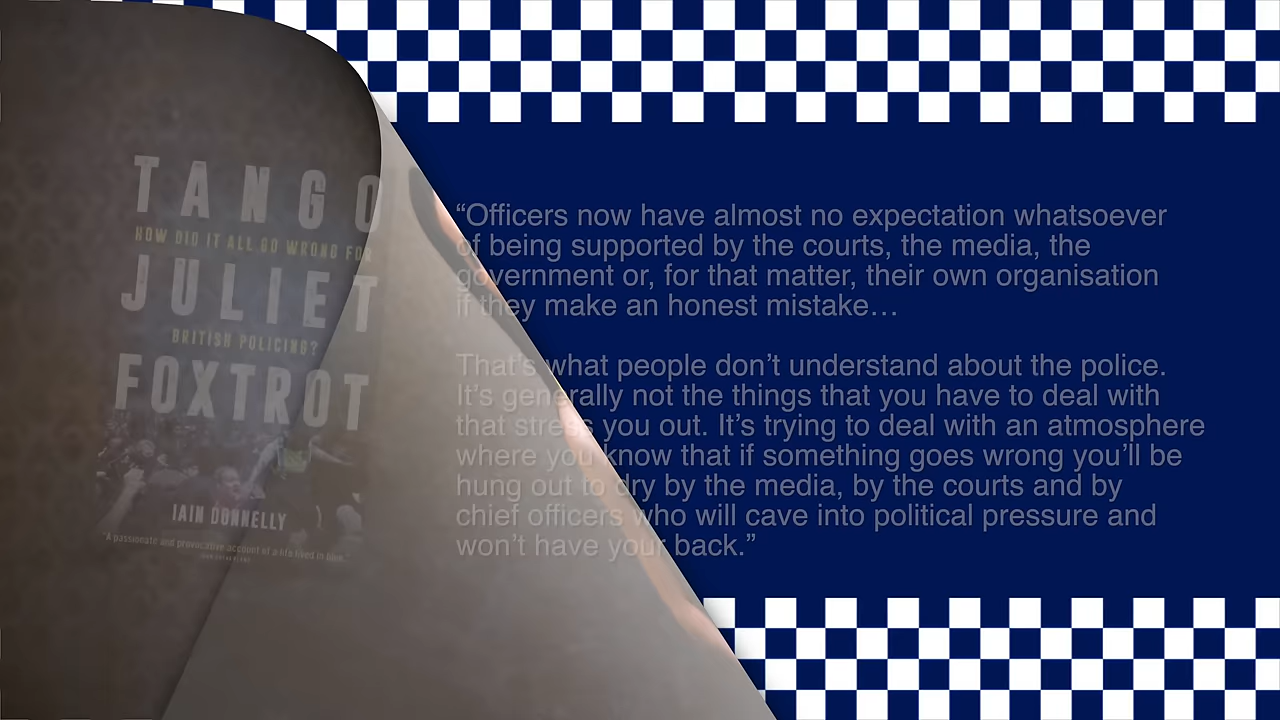 TANGO
HOW DID IT ALL GO WRONG FOR
JULIET
BRITISH POLICING?
FOXTROT
IAIN DONNELLY
"A passionate and provocative account of a life lived in blue."
“Officers now have almost no expectation whatsoever
of being supported by the courts, the media, the
government or, for that matter, their own organisation
if they make an honest mistake…
That’s what people don’t understand about the police.
It’s generally not the things that you have to deal with
that stress you out. It’s trying to deal with an atmosphere
where you know that if something goes wrong you’ll be
hung out to dry by the media, by the courts and by
chief officers who will cave into political pressure and
won’t have your back.”